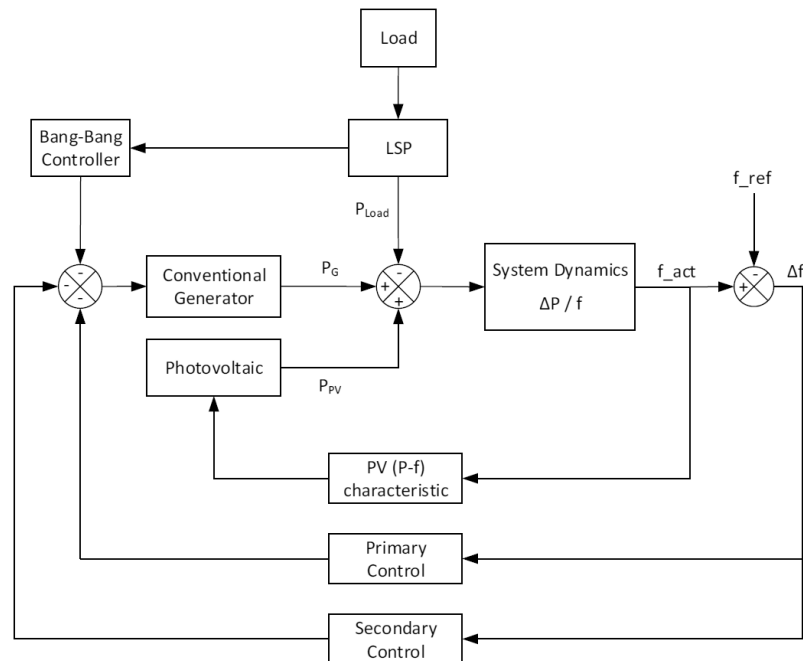 Load
Bang-Bang
Controller
LSP
f_ref
P_Load
-
-
-
-
Conventional
Generator
P_G
-
+
+
System Dynamics
ΔP / f
f_act
-
+
Δf
Photovoltaic
P_PV
PV (P-f)
characteristic
Primary
Control
Secondary
Control